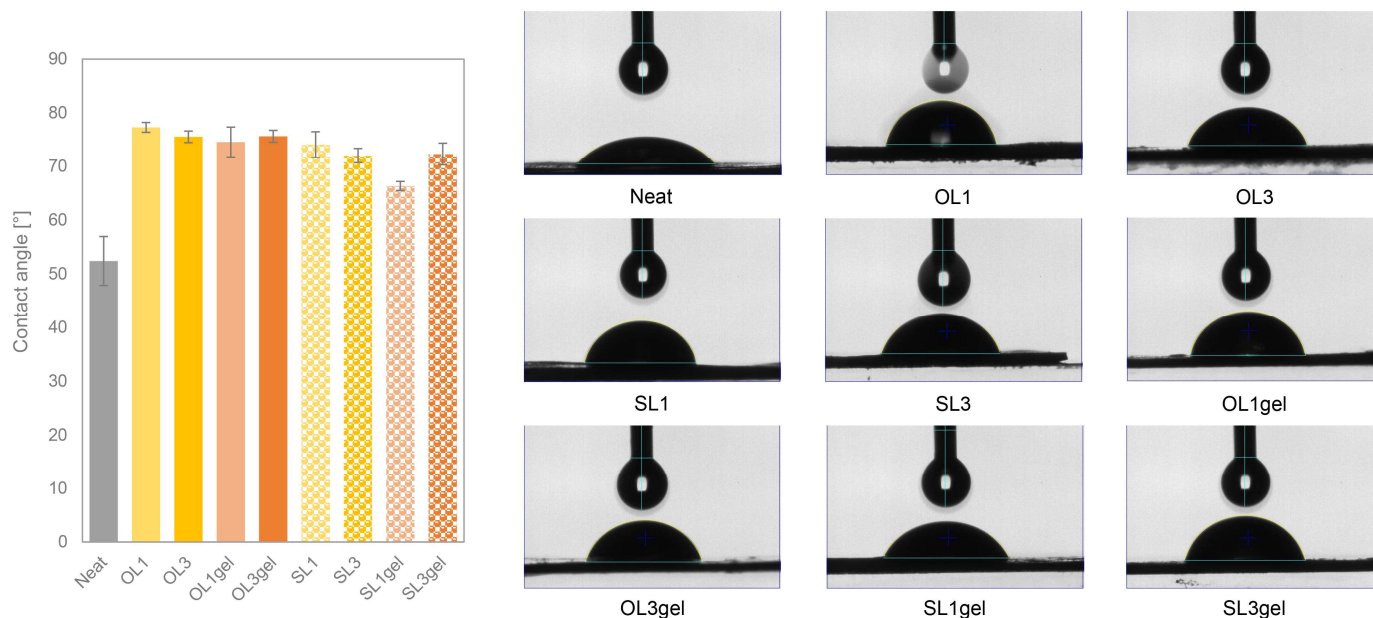 90
80
70
60
50
40
30
20
10
0
Contact angle [°]
Neat
OL1
OL3
OL1gel
OL3gel
SL1
SL3
SL1gel
SL3gel
Neat
OL1
OL3
SL1
SL3
OL1gel
OL3gel
SL1gel
SL3gel